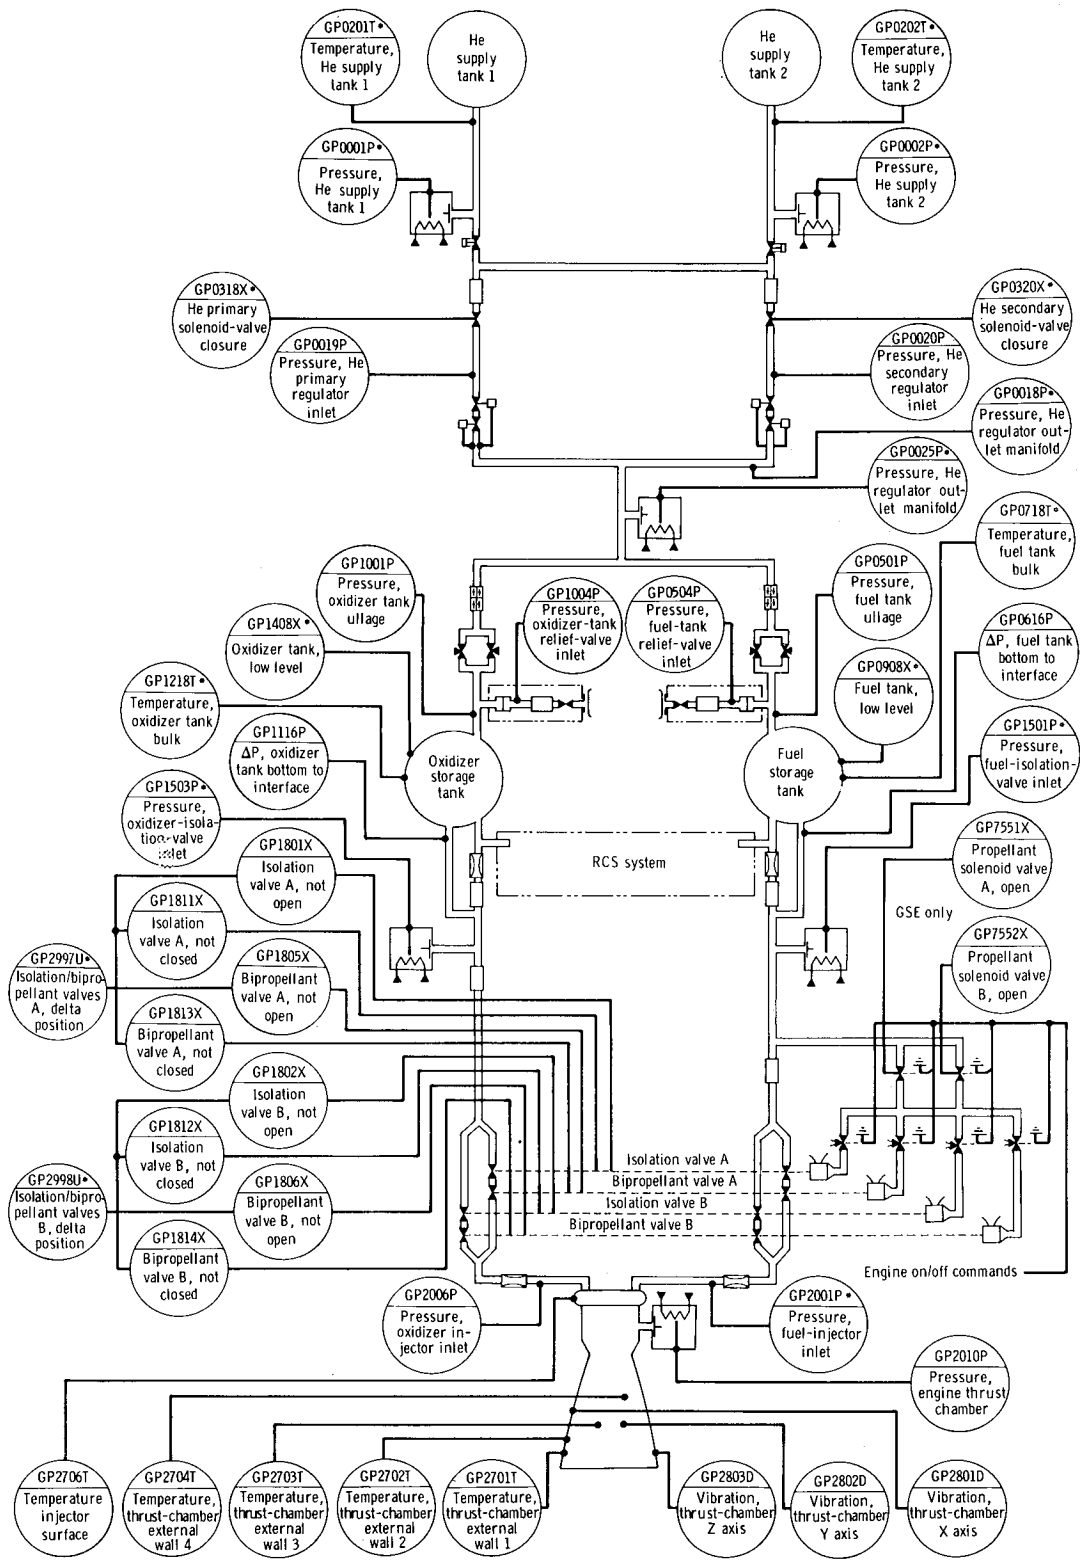 GP0201T•
Temperature,
He supply
tank 1
He
supply
tank 1
He
supply
tank 2
GP0202T•
Temperature,
He supply
tank 2
GP0001P•
Pressure,
He supply
tank 1
GP0002P•
Pressure,
He supply
tank 2
GP0318X•
He primary
solenoid-valve
closure
GP0320X•
He secondary
solenoid-valve
closure
GP0019P
Pressure, He
primary
regulator
inlet
GP0020P
Pressure, He
secondary
regulator
inlet
GP0018P•
Pressure, He
regulator out-
let manifold
GP0025P•
Pressure, He
regulator out-
let manifold
GP0718T•
Temperature,
fuel tank
bulk
GP1001P
Pressure,
oxidizer tank
ullage
GP1004P
Pressure,
oxidizer-tank
relief-valve
inlet
GP0504P
Pressure,
fuel-tank
relief-valve
inlet
GP0501P
Pressure,
fuel tank
ullage
GP0616P
ΔP, fuel tank
bottom to
interface
GP1408X•
Oxidizer tank,
low level
GP0908X•
Fuel tank,
low level
GP1218T•
Temperature,
oxidizer tank
bulk
GP1116P
ΔP, oxidizer
tank bottom to
interface
Oxidizer
storage
tank
Fuel
storage
tank
GP1501P•
Pressure,
fuel-isolation-
valve inlet
GP1503P•
Pressure,
oxidizer-isola-
tion-valve
inlet
RCS system
GP1801X
Isolation
valve A, not
open
GP7551X
Propellant
solenoid valve
A, open
GSE only
GP1811X
Isolation
valve A, not
closed
GP7552X
Propellant
solenoid valve
B, open
GP2997U•
Isolation/bipro-
pellant valves
A, delta
position
GP1805X
Bipropellant
valve A, not
open
GP1813X
Bipropellant
valve A, not
closed
GP1802X
Isolation
valve B, not
open
GP1812X
Isolation
valve B, not
closed
GP2998U•
Isolation/bipro-
pellant valves
B, delta
position
GP1806X
Bipropellant
valve B, not
open
GP1814X
Bipropellant
valve B, not
closed
Isolation valve A
Bipropellant valve A
Isolation valve B
Bipropellant valve B
Engine on/off commands
GP2006P
Pressure,
oxidizer in-
jector inlet
GP2001P•
Pressure,
fuel-injector
inlet
GP2010P
Pressure,
engine thrust
chamber
GP2706T
Temperature
injector
surface
GP2704T
Temperature,
thrust-chamber
external
wall 4
GP2703T
Temperature,
thrust-chamber
external
wall 3
GP2702T
Temperature,
thrust-chamber
external
wall 2
GP2701T
Temperature,
thrust-chamber
external
wall 1
GP2803D
Vibration,
thrust-chamber
Z axis
GP2802D
Vibration,
thrust-chamber
Y axis
GP2801D
Vibration,
thrust-chamber
X axis